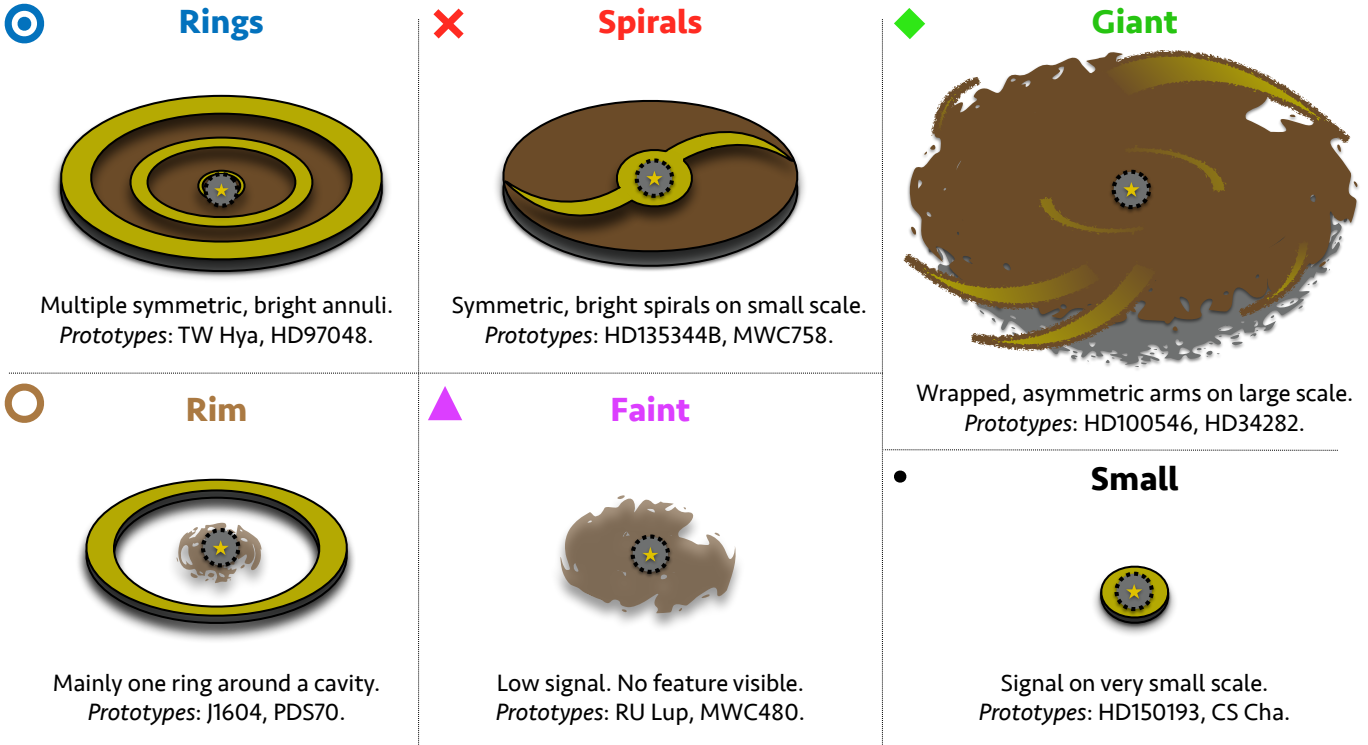 Rings
Multiple symmetric, bright annuli.
Prototypes: TW Hya, HD97048.
Spirals
Symmetric, bright spirals on small scale.
Prototypes: HD135344B, MWC758.
Giant
Wrapped, asymmetric arms on large scale.
Prototypes: HD100546, HD34282.
Rim
Mainly one ring around a cavity.
Prototypes: J1604, PDS70.
Faint
Low signal. No feature visible.
Prototypes: RU Lup, MWC480.
Small
Signal on very small scale.
Prototypes: HD150193, CS Cha.